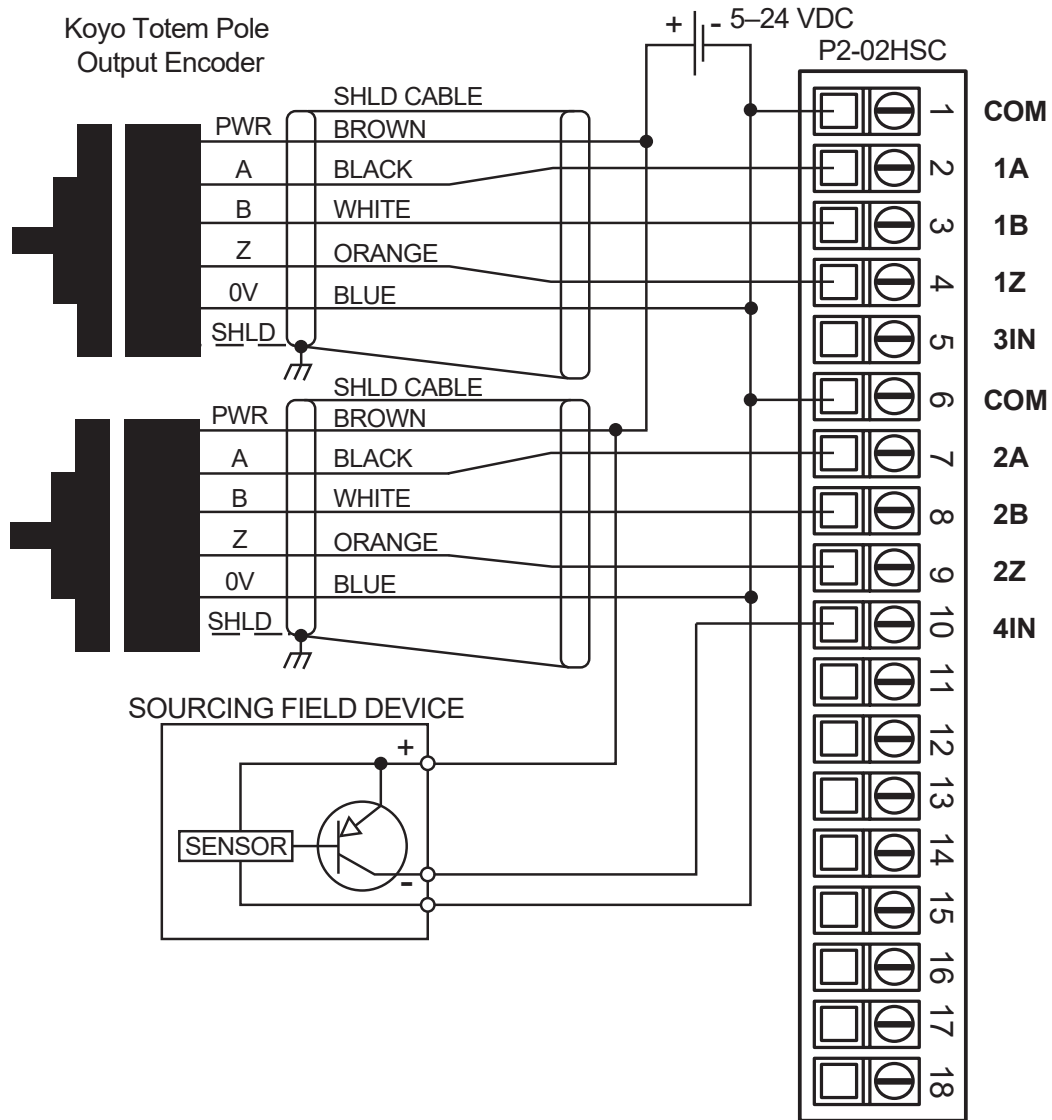 Koyo Totem Pole
Output Encoder
+ - 5–24 VDC
P2-02HSC
SHLD CABLE
PWR BROWN
A BLACK
B WHITE
Z ORANGE
0V BLUE
SHLD
SHLD CABLE
PWR BROWN
A BLACK
B WHITE
Z ORANGE
0V BLUE
SHLD
SOURCING FIELD DEVICE
+
SENSOR
-
1 COM
2 1A
3 1B
4 1Z
5 3IN
6 COM
7 2A
8 2B
9 2Z
10 4IN
11
12
13
14
15
16
17
18